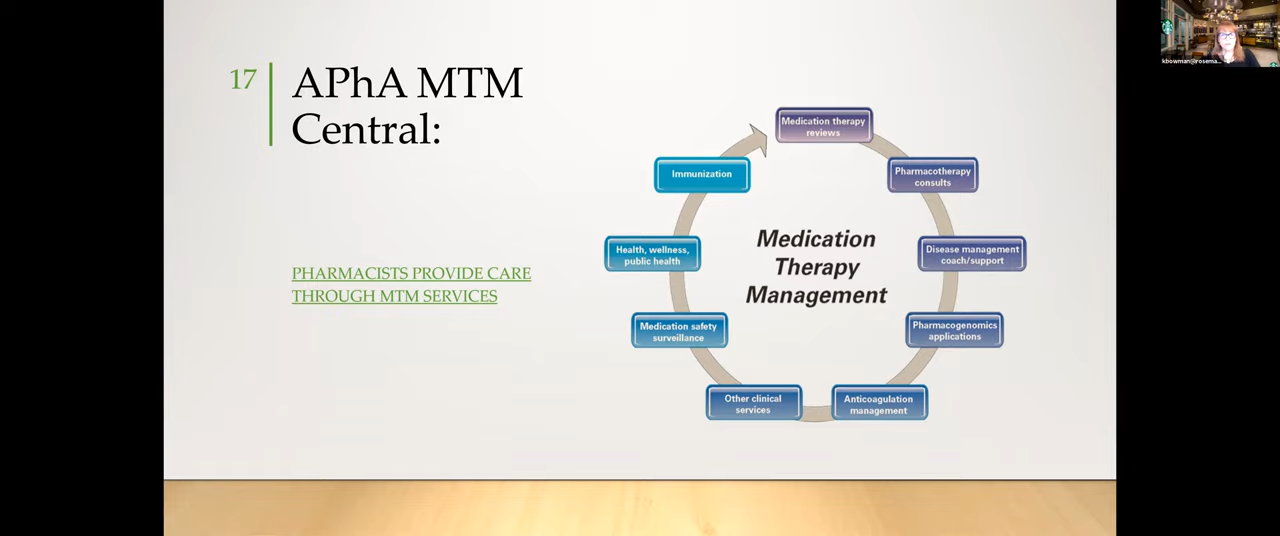 kbowman@rosema...
17
APhA MTM
Central:
PHARMACISTS PROVIDE CARE
THROUGH MTM SERVICES
Medication therapy
reviews
Pharmacotherapy
consults
Disease management
coach/support
Pharmacogenomics
applications
Anticoagulation
management
Other clinical
services
Medication safety
surveillance
Health, wellness,
public health
Immunization
Medication
Therapy
Management